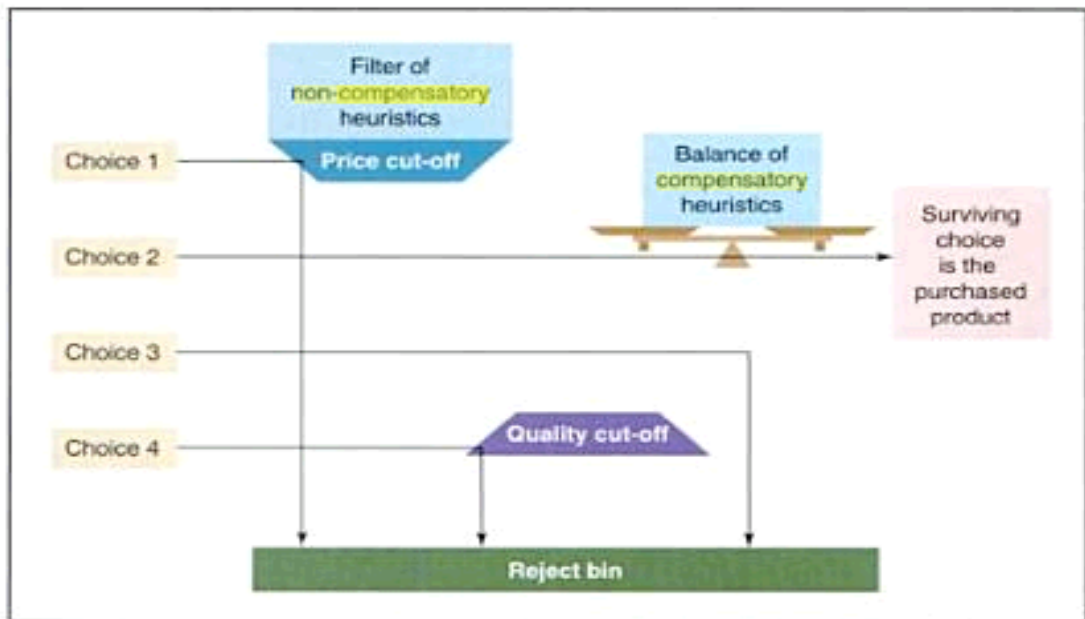 Filter of
non-compensatory
heuristics
Price cut-off
Choice 1
Balance of
compensatory
heuristics
Choice 2
Surviving
choice
is the
purchased
product
Choice 3
Choice 4
Quality cut-off
Reject bin